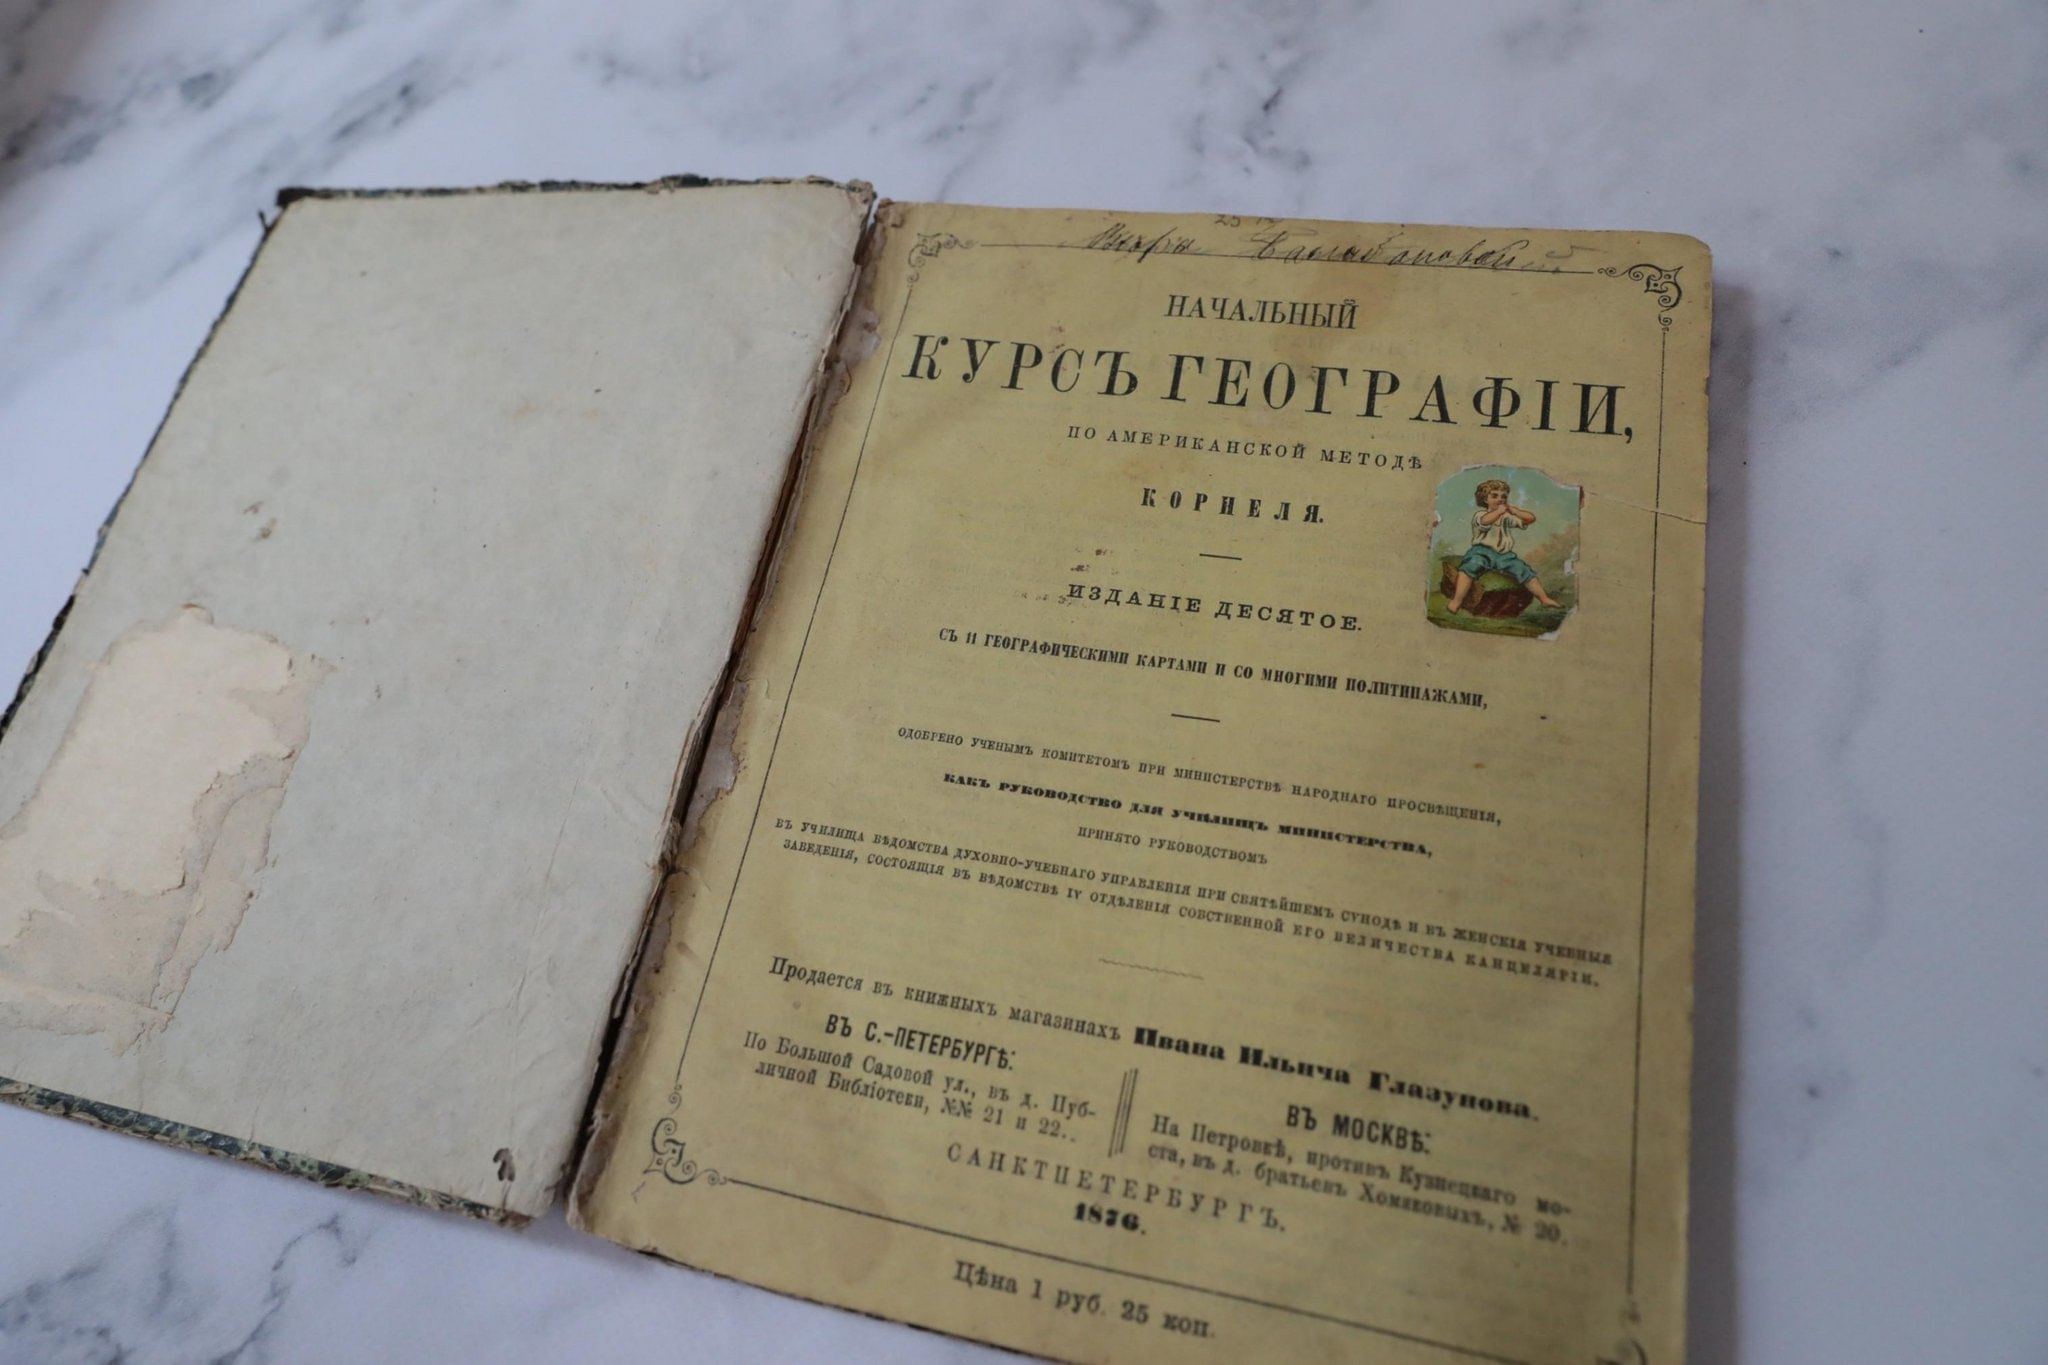 НАЧАЛЬНЫЙ
КУРСЪ ГЕОГРАФІИ,
ПО АМЕРИКАНСКОЙ МЕТОДѢ
КОРНЕЛЯ.
ИЗДАНІЕ ДЕСЯТОЕ.
СЪ 11 ГЕОГРАФИЧЕСКИМИ КАРТАМИ И СО МНОГИМИ ПОЛИТИПАЖАМИ,
ОДОБРЕНО УЧЕНЫМЪ КОМИТЕТОМЪ ПРИ МИНИСТЕРСТВѢ НАРОДНАГО ПРОСВѢЩЕНІЯ,
КАКЪ РУКОВОДСТВО ДЛЯ УЧИЛИЩЪ МИНИСТЕРСТВА,
ПРИНЯТО РУКОВОДСТВОМЪ
ВЪ УЧИЛИЩА ВѢДОМСТВА ДУХОВНО-УЧЕБНАГО УПРАВЛЕНІЯ ПРИ СВЯТѢЙШЕМЪ СѴНОДѢ И ВЪ ЖЕНСКІЯ УЧЕБНЫЯ
ЗАВЕДЕНІЯ, СОСТОЯЩІЯ ВЪ ВѢДОМСТВѢ IV ОТДѢЛЕНІЯ СОБСТВЕННОЙ ЕГО ВЕЛИЧЕСТВА КАНЦЕЛЯРІИ.
Продается въ книжныхъ магазинахъ Ивана Ильича Глазунова.
ВЪ С.-ПЕТЕРБУРГѢ:
По Большой Садовой ул., въ д. Пуб-
личной Библіотеки, №№ 21 и 22.
ВЪ МОСКВѢ:
На Петровкѣ, противъ Кузнецкаго мо-
ста, въ д. братьевъ Хомяковыхъ, № 20.
САНКТПЕТЕРБУРГЪ.
1876.
Цѣна 1 руб. 25 коп.